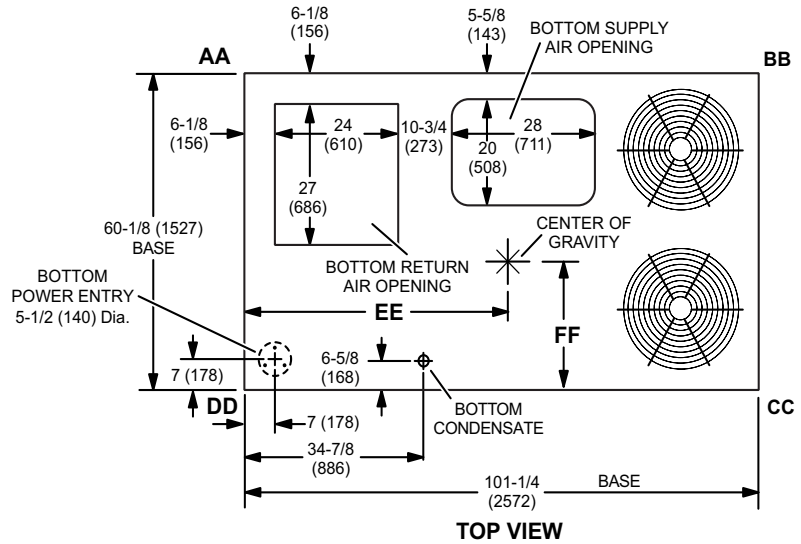 6-1/8
(156)
5-5/8
(143)
BOTTOM SUPPLY
AIR OPENING
AA
BB
6-1/8
(156)
24
(610)
10-3/4
(273)
28
(711)
20
(508)
27
(686)
60-1/8 (1527)
BASE
CENTER OF
GRAVITY
BOTTOM RETURN
AIR OPENING
BOTTOM
POWER ENTRY
5-1/2 (140) Dia.
EE
FF
6-5/8
(168)
7 (178)
DD
CC
7 (178)
BOTTOM
CONDENSATE
34-7/8
(886)
101-1/4
(2572)
BASE
TOP VIEW